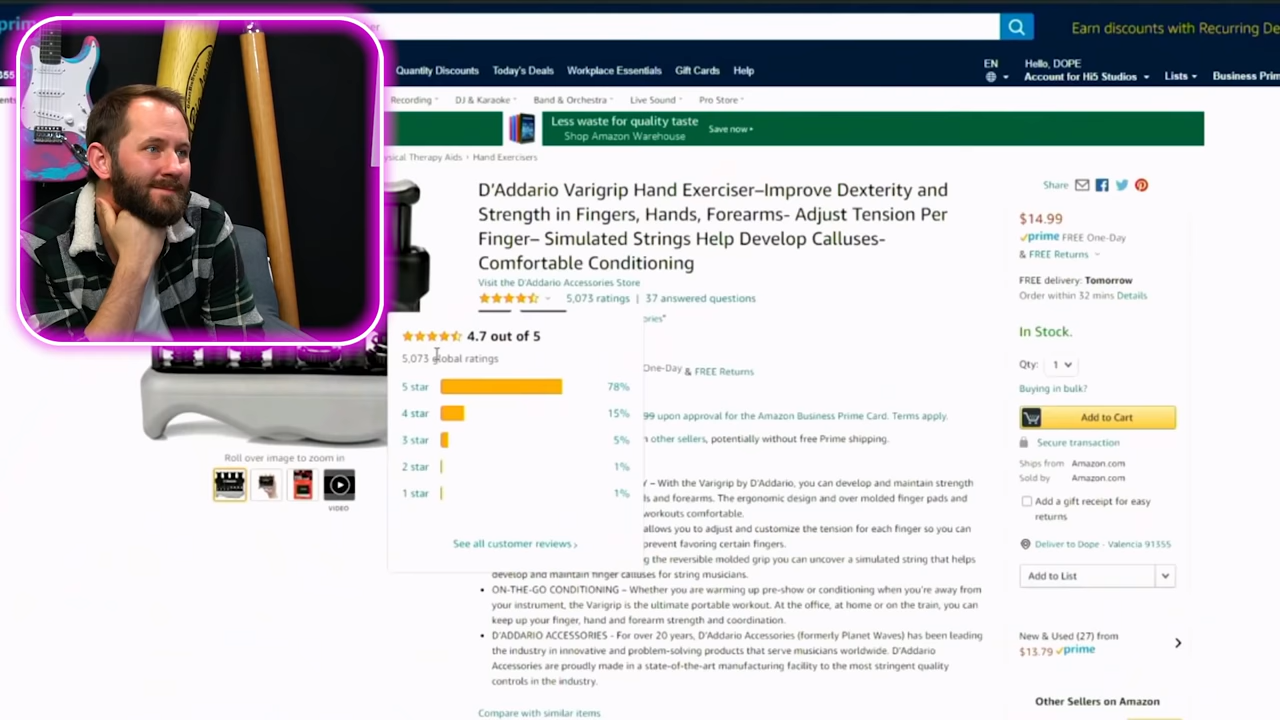 prime
Earn discounts with Recurring De
Quantity Discounts Today's Deals Workplace Essentials Gift Cards Help
EN
Hello, DOPE
Account for Hi5 Studios Lists Business Prim
Recording DJ & Karaoke Band & Orchestra Live Sound Pro Store
Less waste for quality taste
Shop Amazon Warehouse
Save now
ysical Therapy Aids › Hand Exercisers
D'Addario Varigrip Hand Exerciser–Improve Dexterity and
Strength in Fingers, Hands, Forearms- Adjust Tension Per
Finger– Simulated Strings Help Develop Calluses-
Comfortable Conditioning
Visit the D'Addario Accessories Store
5,073 ratings | 37 answered questions
ories"
4.7 out of 5
5,073 global ratings
5 star 78%
4 star 15%
3 star 5%
2 star 1%
1 star 1%
See all customer reviews ›
One-Day & FREE Returns
99 upon approval for the Amazon Business Prime Card. Terms apply.
other sellers, potentially without free Prime shipping.
Y – With the Varigrip by D'Addario, you can develop and maintain strength
ls and forearms. The ergonomic design and over molded finger pads and
workouts comfortable.
allows you to adjust and customize the tension for each finger so you can
prevent favoring certain fingers.
g the reversible molded grip you can uncover a simulated string that helps
develop and maintain finger calluses for string musicians.
• ON-THE-GO CONDITIONING – Whether you are warming up pre-show or conditioning when you're away from
your instrument, the Varigrip is the ultimate portable workout. At the office, at home or on the train, you can
keep up your finger, hand and forearm strength and coordination.
• D'ADDARIO ACCESSORIES - For over 20 years, D'Addario Accessories (formerly Planet Waves) has been leading
the industry in innovative and problem-solving products that serve musicians worldwide. D'Addario
Accessories are proudly made in a state-of-the-art manufacturing facility to the most stringent quality
controls in the industry.
Compare with similar items
Roll over image to zoom in
VIDEO
Share
$14.99
prime FREE One-Day
& FREE Returns
FREE delivery: Tomorrow
Order within 32 mins Details
In Stock.
Qty: 1
Buying in bulk?
Add to Cart
Secure transaction
Ships from Amazon.com
Sold by Amazon.com
Add a gift receipt for easy
returns
Deliver to Dope - Valencia 91355
Add to List
New & Used (27) from
$13.79 prime
Other Sellers on Amazon